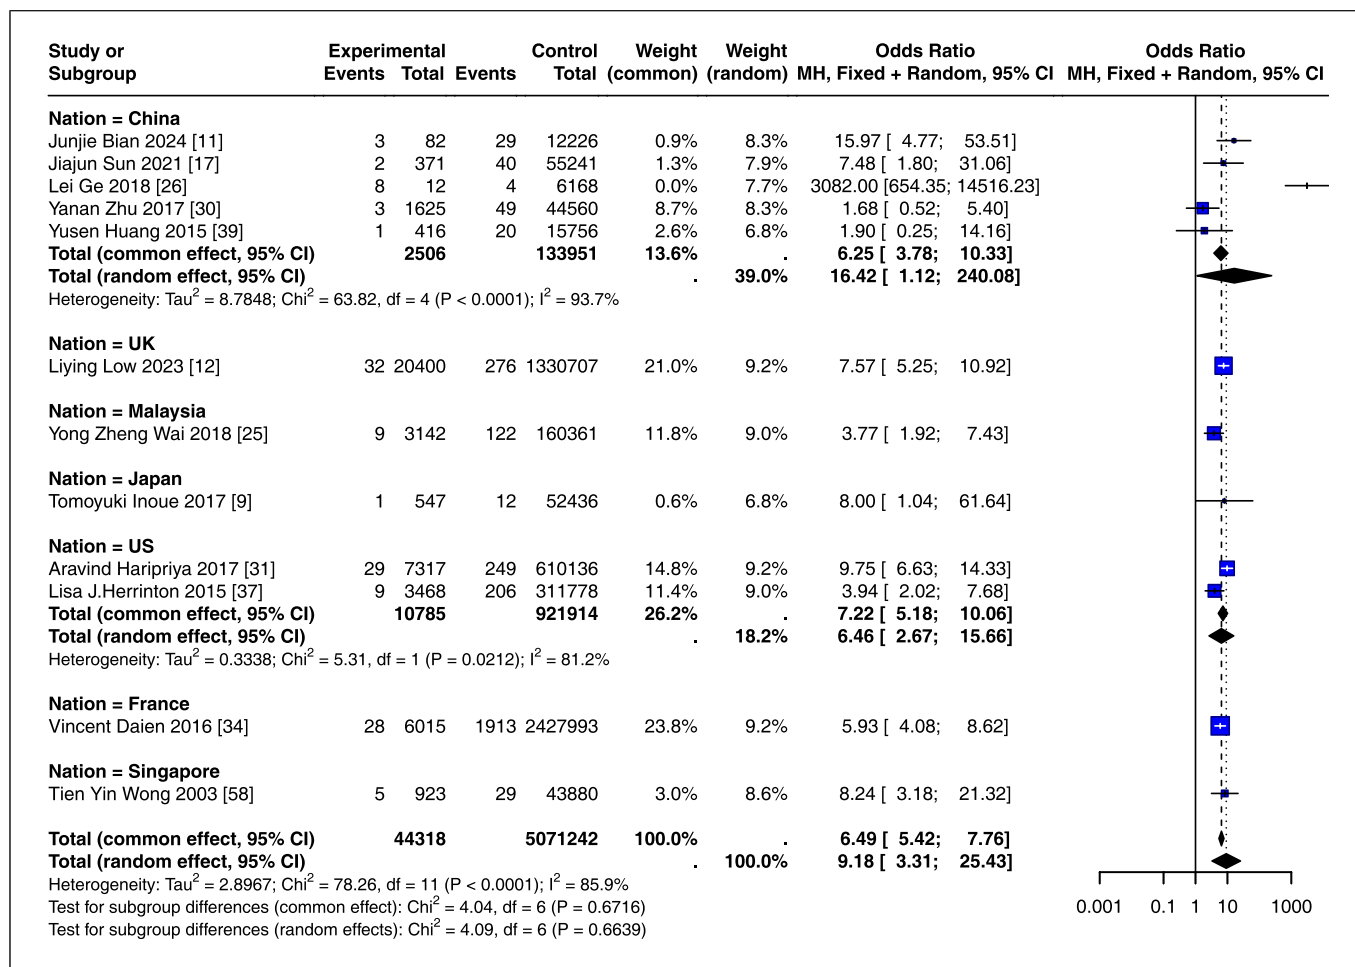 Study or Experimental Control Weight Weight Odds Ratio Odds Ratio
Subgroup Events Total Events Total (common) (random) MH, Fixed + Random, 95% CI MH, Fixed + Random, 95% CI
Nation = China
Junjie Bian 2024 [11] 3 82 29 12226 0.9% 8.3% 15.97 [ 4.77; 53.51]
Jiajun Sun 2021 [17] 2 371 40 55241 1.3% 7.9% 7.48 [ 1.80; 31.06]
Lei Ge 2018 [26] 8 12 4 6168 0.0% 7.7% 3082.00 [654.35; 14516.23]
Yanan Zhu 2017 [30] 3 1625 49 44560 8.7% 8.3% 1.68 [ 0.52; 5.40]
Yusen Huang 2015 [39] 1 416 20 15756 2.6% 6.8% 1.90 [ 0.25; 14.16]
Total (common effect, 95% CI) 2506 133951 13.6% . 6.25 [ 3.78; 10.33]
Total (random effect, 95% CI) . 39.0% 16.42 [ 1.12; 240.08]
Heterogeneity: Tau² = 8.7848; Chi² = 63.82, df = 4 (P < 0.0001); I² = 93.7%
Nation = UK
Liying Low 2023 [12] 32 20400 276 1330707 21.0% 9.2% 7.57 [ 5.25; 10.92]
Nation = Malaysia
Yong Zheng Wai 2018 [25] 9 3142 122 160361 11.8% 9.0% 3.77 [ 1.92; 7.43]
Nation = Japan
Tomoyuki Inoue 2017 [9] 1 547 12 52436 0.6% 6.8% 8.00 [ 1.04; 61.64]
Nation = US
Aravind Haripriya 2017 [31] 29 7317 249 610136 14.8% 9.2% 9.75 [ 6.63; 14.33]
Lisa J.Herrinton 2015 [37] 9 3468 206 311778 11.4% 9.0% 3.94 [ 2.02; 7.68]
Total (common effect, 95% CI) 10785 921914 26.2% . 7.22 [ 5.18; 10.06]
Total (random effect, 95% CI) . 18.2% 6.46 [ 2.67; 15.66]
Heterogeneity: Tau² = 0.3338; Chi² = 5.31, df = 1 (P = 0.0212); I² = 81.2%
Nation = France
Vincent Daien 2016 [34] 28 6015 1913 2427993 23.8% 9.2% 5.93 [ 4.08; 8.62]
Nation = Singapore
Tien Yin Wong 2003 [58] 5 923 29 43880 3.0% 8.6% 8.24 [ 3.18; 21.32]
Total (common effect, 95% CI) 44318 5071242 100.0% . 6.49 [ 5.42; 7.76]
Total (random effect, 95% CI) . 100.0% 9.18 [ 3.31; 25.43]
Heterogeneity: Tau² = 2.8967; Chi² = 78.26, df = 11 (P < 0.0001); I² = 85.9%
Test for subgroup differences (common effect): Chi² = 4.04, df = 6 (P = 0.6716)
Test for subgroup differences (random effects): Chi² = 4.09, df = 6 (P = 0.6639)
0.001 0.1 1 10 1000